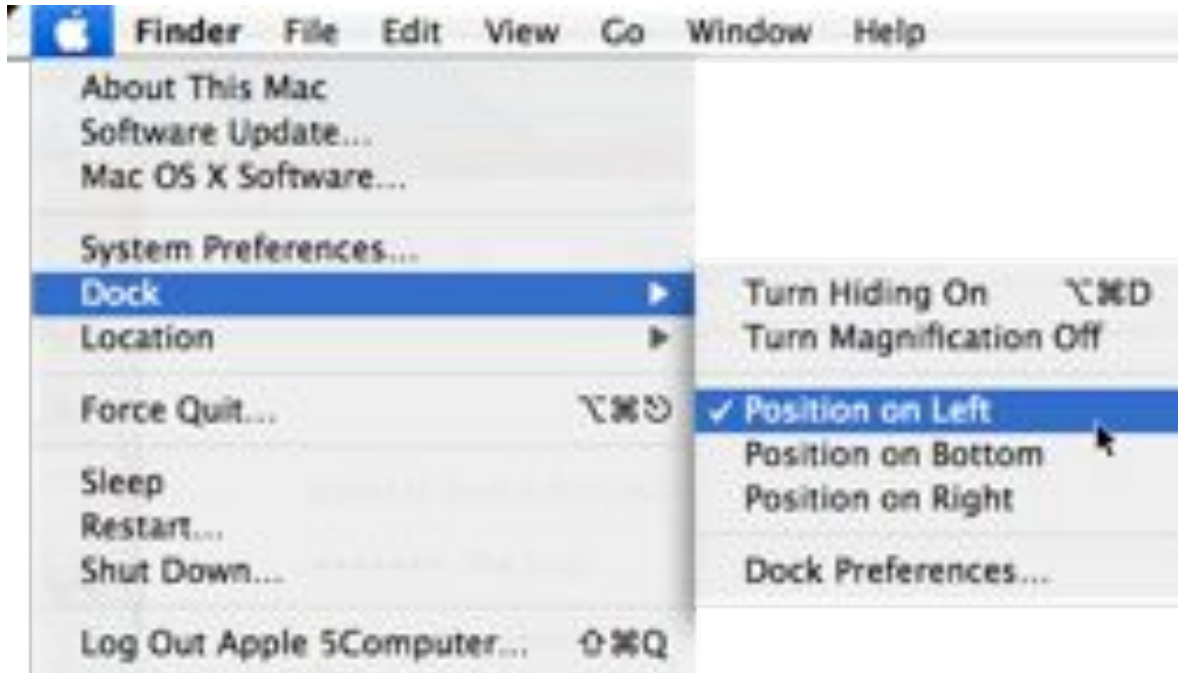 Finder File Edit View Go Window Help
About This Mac
Software Update...
Mac OS X Software...
System Preferences...
Dock
Location
Force Quit... ⌥⌘⎋
Sleep
Restart...
Shut Down...
Log Out Apple 5Computer... ⇧⌘Q
Turn Hiding On ⌥⌘D
Turn Magnification Off
✓ Position on Left
Position on Bottom
Position on Right
Dock Preferences...